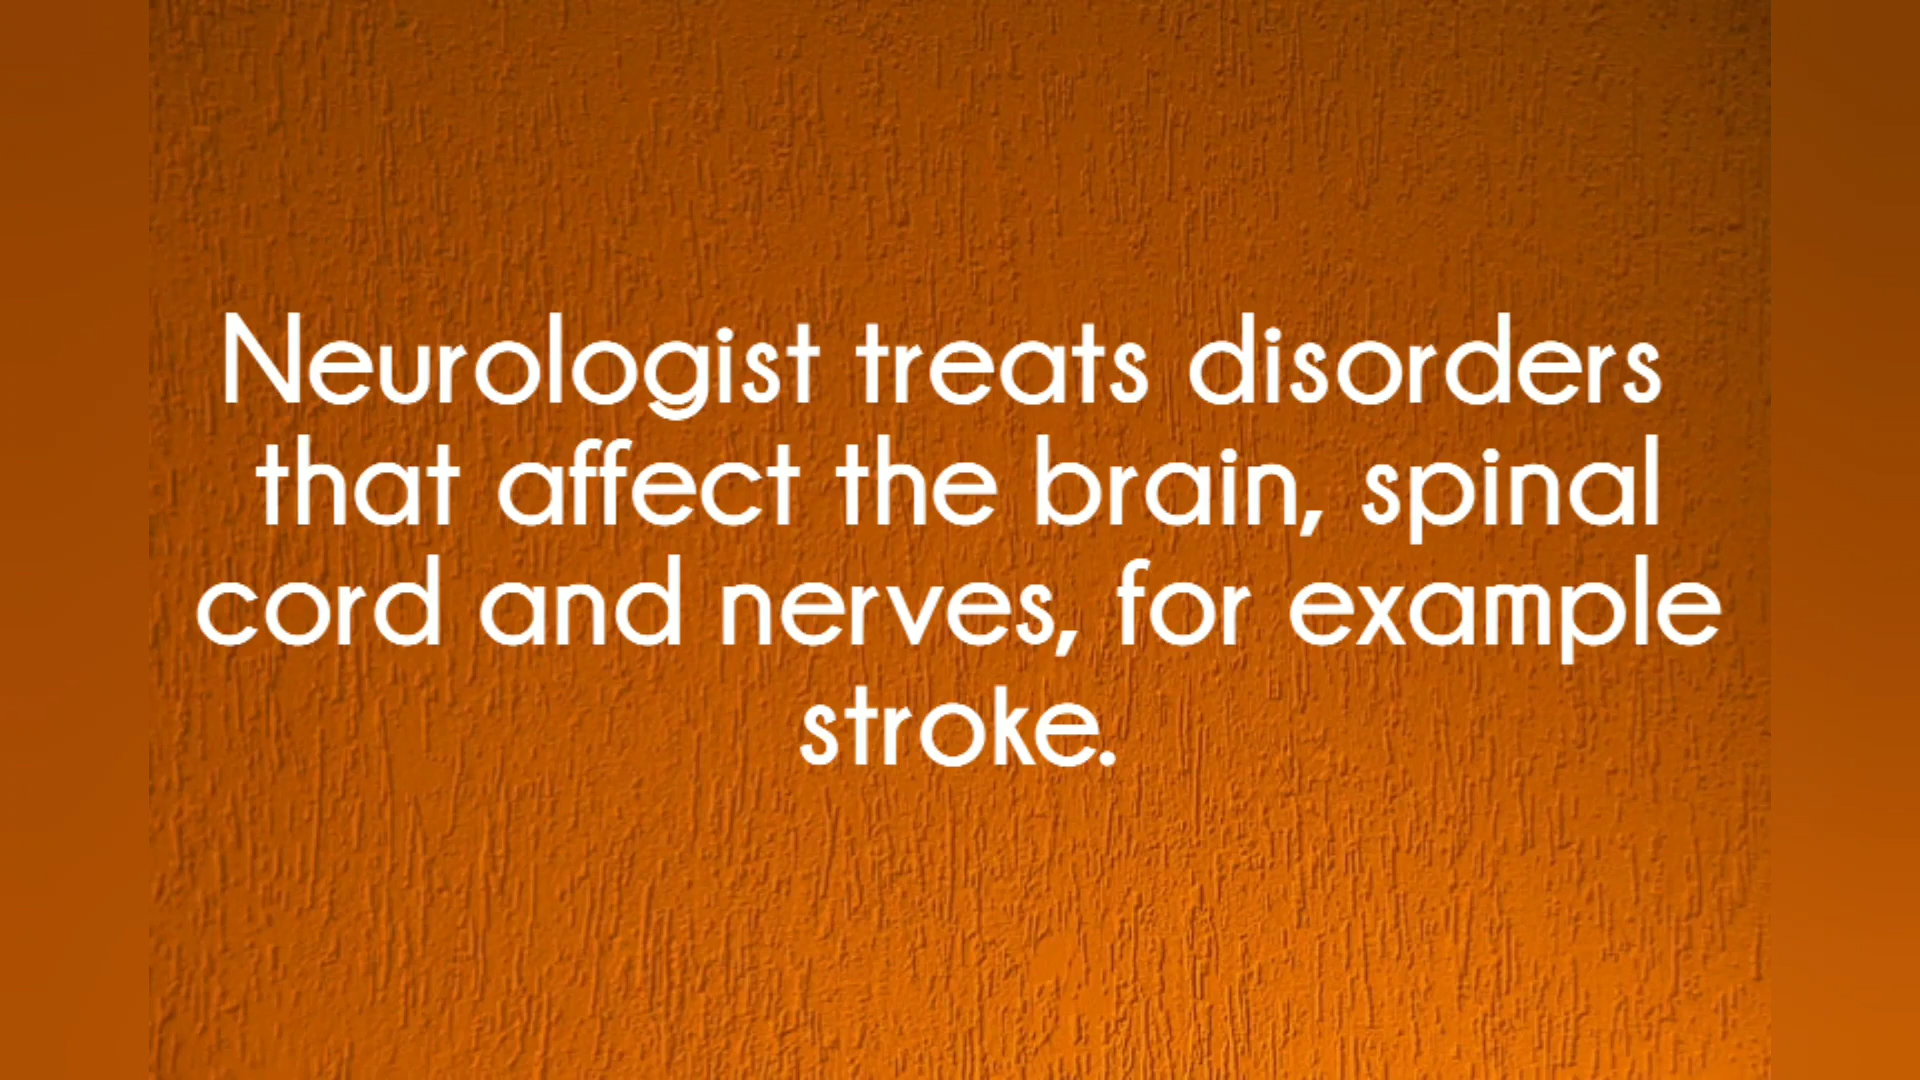 Neurologist treats disorders
that affect the brain, spinal
cord and nerves, for example
stroke.